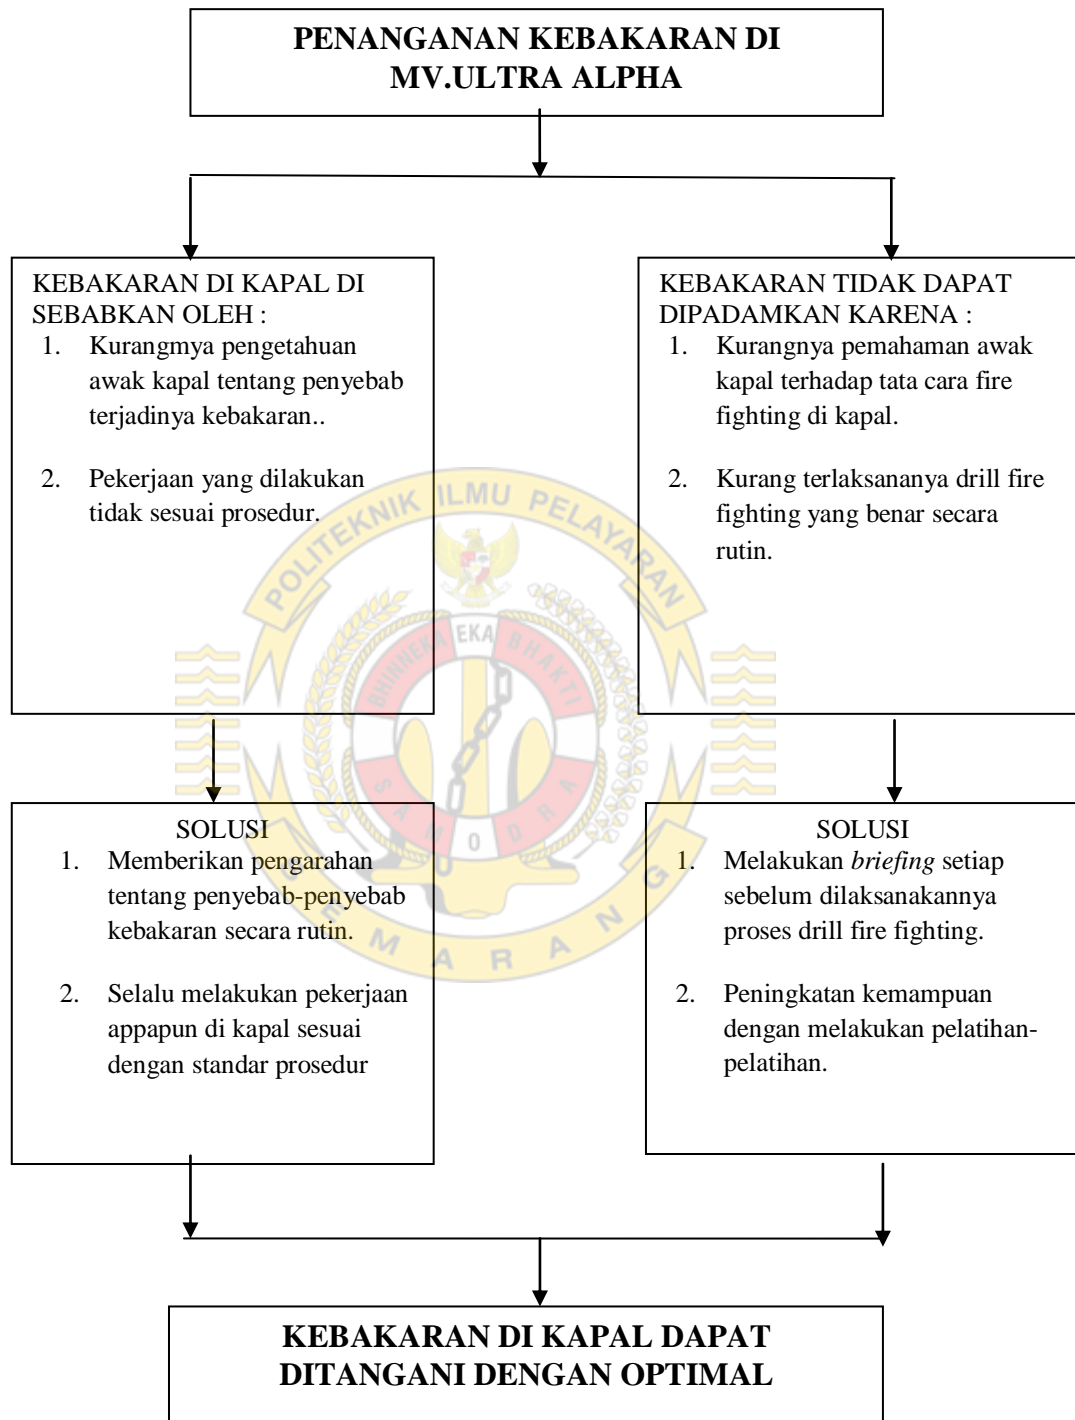 PENANGANAN KEBAKARAN DI
MV.ULTRA ALPHA
KEBAKARAN DI KAPAL DI
SEBABKAN OLEH :
1. Kurangmya pengetahuan
awak kapal tentang penyebab
terjadinya kebakaran..
2. Pekerjaan yang dilakukan
tidak sesuai prosedur.
KEBAKARAN TIDAK DAPAT
DIPADAMKAN KARENA :
1. Kurangnya pemahaman awak
kapal terhadap tata cara fire
fighting di kapal.
2. Kurang terlaksananya drill fire
fighting yang benar secara
rutin.
POLITEKNIK ILMU PELAYARAN
BHINNEKA EKA BHAKTI
SAMODRA
SEMARANG
SOLUSI
1. Memberikan pengarahan
tentang penyebab-penyebab
kebakaran secara rutin.
2. Selalu melakukan pekerjaan
appapun di kapal sesuai
dengan standar prosedur
SOLUSI
1. Melakukan briefing setiap
sebelum dilaksanakannya
proses drill fire fighting.
2. Peningkatan kemampuan
dengan melakukan pelatihan-
pelatihan.
KEBAKARAN DI KAPAL DAPAT
DITANGANI DENGAN OPTIMAL